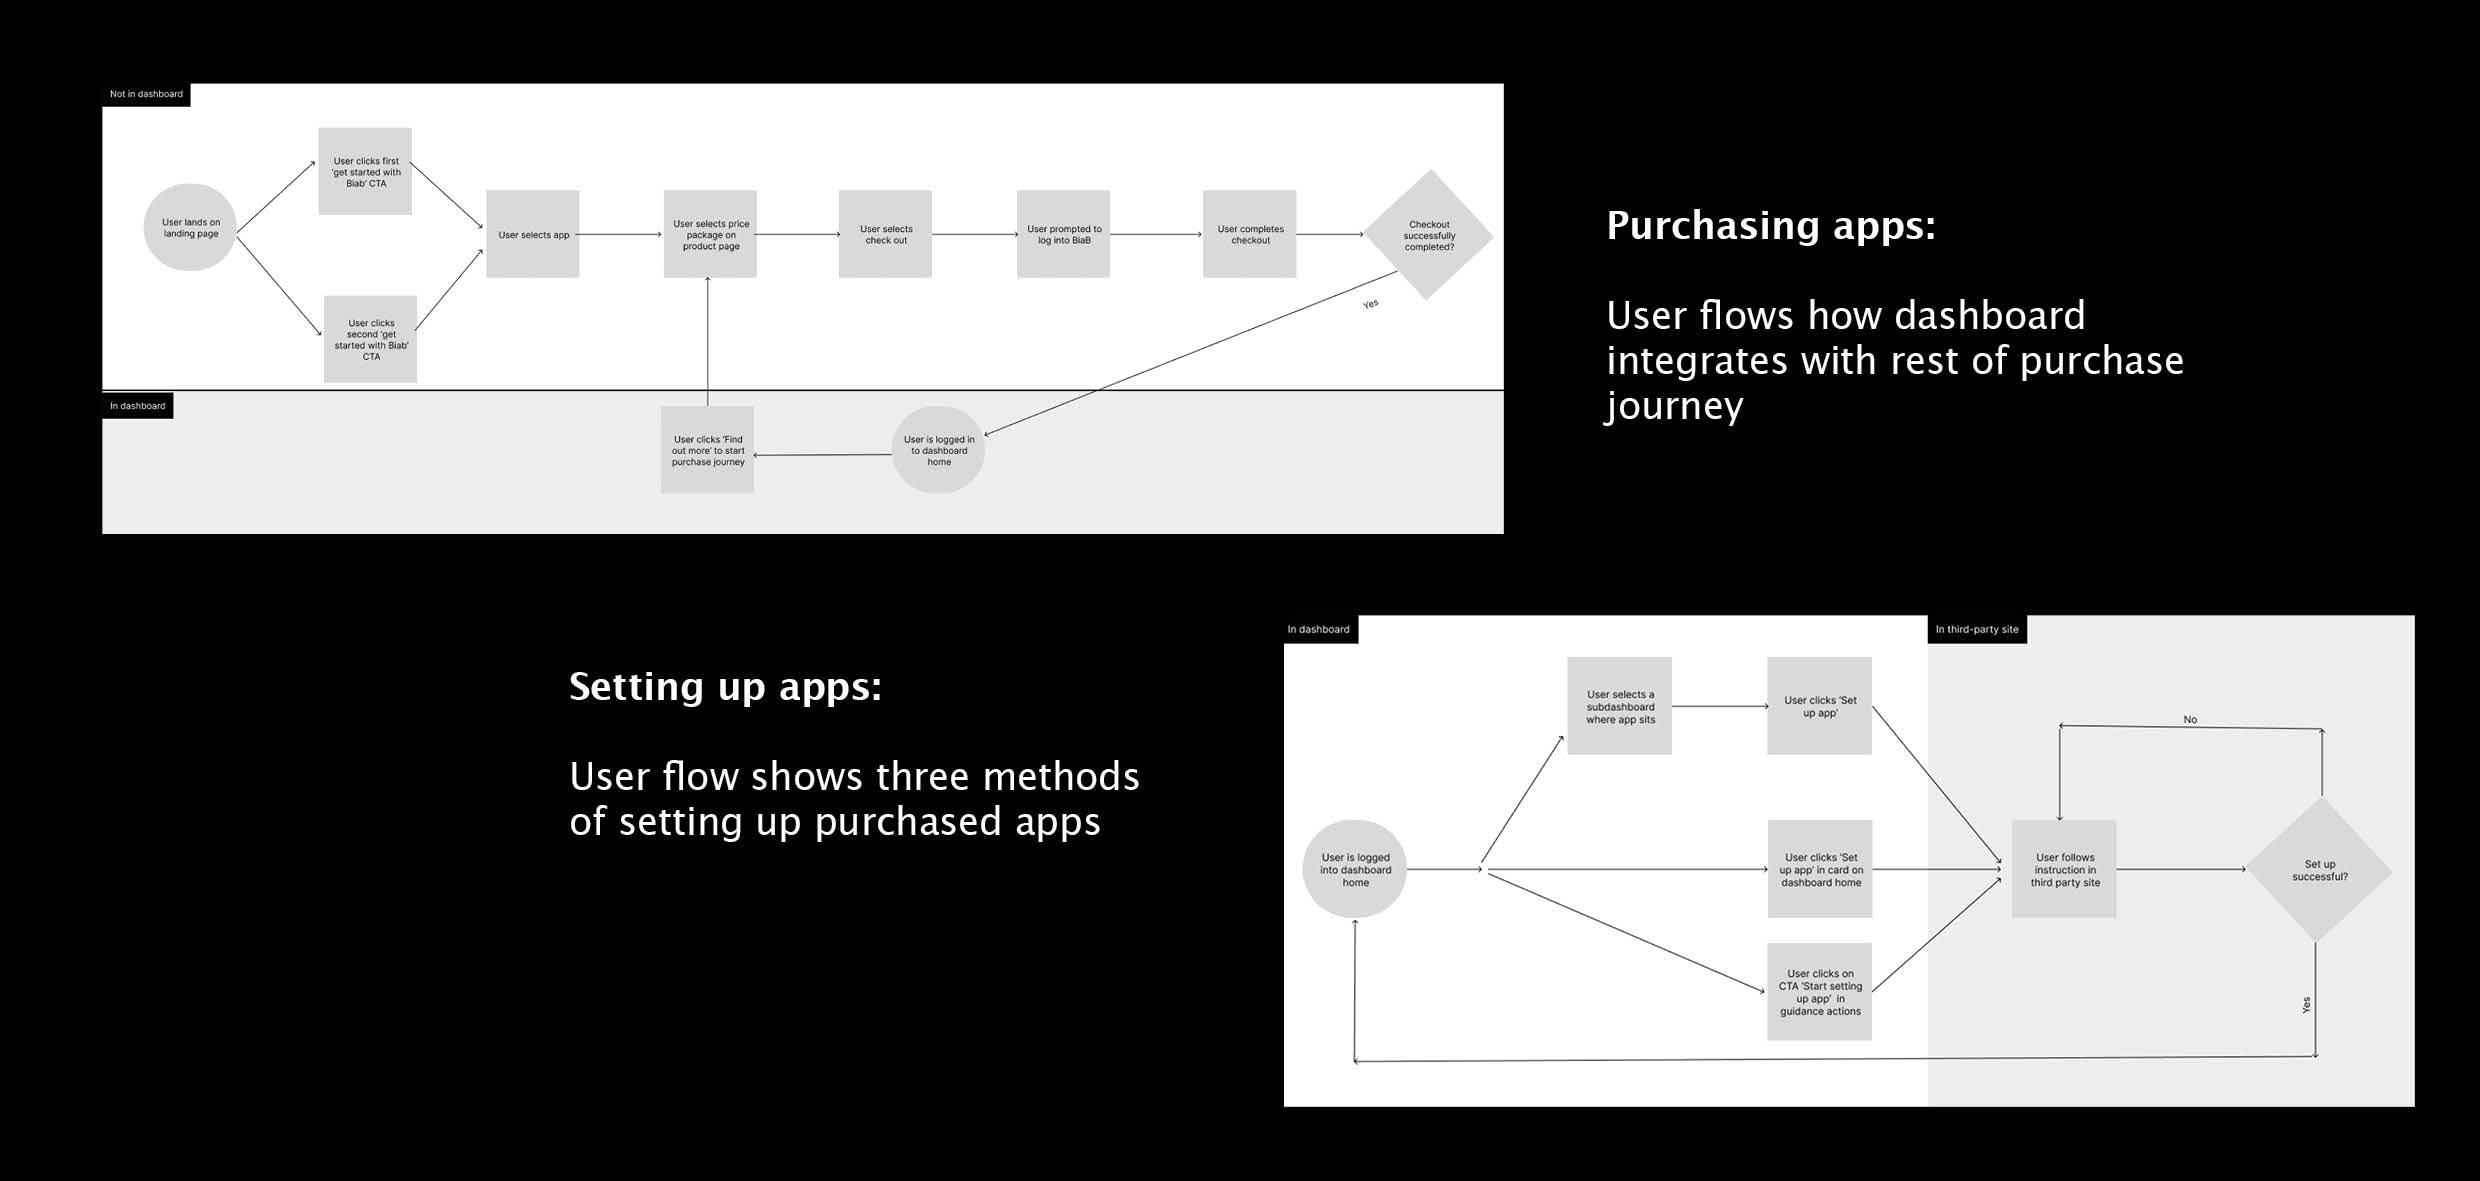 Not in dashboard
User lands on
landing page
User clicks first
'get started with
Biab' CTA
User clicks
second 'get
started with Biab'
CTA
User selects app
User selects price
package on
product page
User selects
check out
User prompted to
log into BiaB
User completes
checkout
Checkout
successfully
completed?
Yes
In dashboard
User clicks 'Find
out more' to start
purchase journey
User is logged in
to dashboard
home
Purchasing apps:
User flows how dashboard
integrates with rest of purchase
journey
Setting up apps:
User flow shows three methods
of setting up purchased apps
In dashboard
User is logged
into dashboard
home
User selects a
subdashboard
where app sits
User clicks 'Set
up app'
User clicks 'Set
up app' in card on
dashboard home
User clicks on
CTA 'Start setting
up app' in
guidance actions
In third-party site
No
User follows
instruction in
third party site
Set up
successful?
Yes